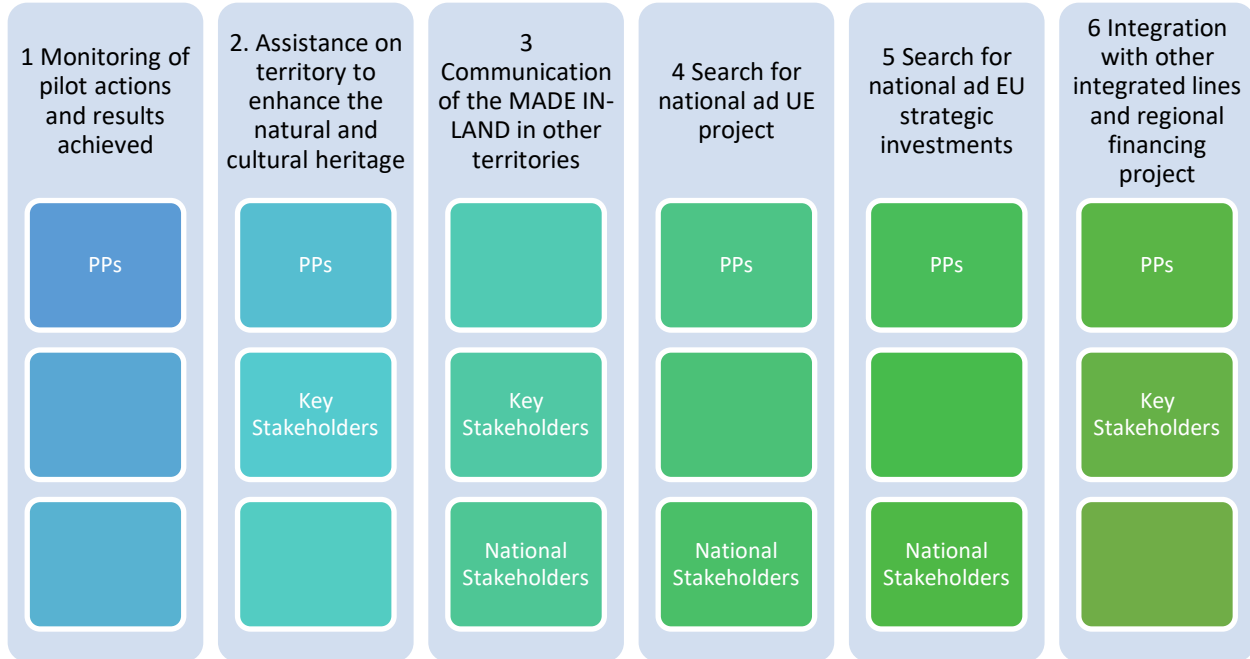 1 Monitoring of
pilot actions
and results
achieved
PPs
2. Assistance on
territory to
enhance the
natural and
cultural heritage
PPs
Key
Stakeholders
3
Communication
of the MADE IN-
LAND in other
territories
Key
Stakeholders
National
Stakeholders
4 Search for
national ad UE
project
PPs
National
Stakeholders
5 Search for
national ad EU
strategic
investments
PPs
National
Stakeholders
6 Integration
with other
integrated lines
and regional
financing
project
PPs
Key
Stakeholders